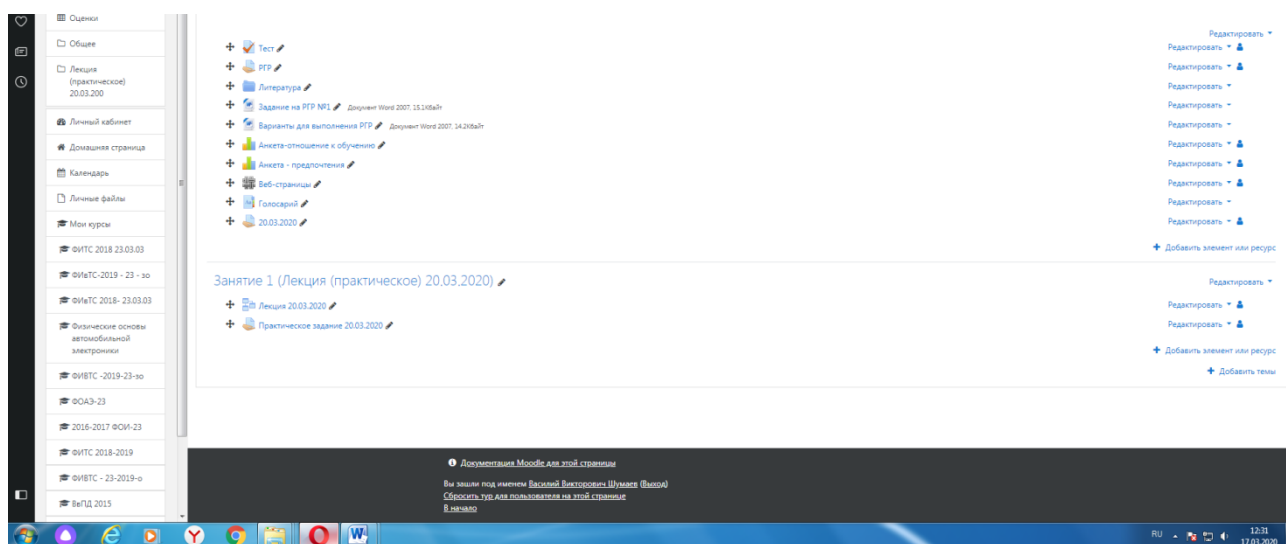 Оценки
Общее
Лекция
(практическое)
20.03.200
Личный кабинет
Домашняя страница
Календарь
Личные файлы
Мои курсы
ФИТС 2018 23.03.03
ФИвТС-2019 - 23 - зо
ФИвТС 2018- 23.03.03
Физические основы
автомобильной
электроники
ФИВТС -2019-23-зо
ФОАЭ-23
2016-2017 ФОИ-23
ФИТС 2018-2019
ФИВТС - 23-2019-о
ВвПД 2015
Редактировать
Тест Редактировать
РГР Редактировать
Литература Редактировать
Задание на РГР №1 Документ Word 2007, 15.1Кбайт Редактировать
Варианты для выполнения РГР Документ Word 2007, 14.2Кбайт Редактировать
Анкета-отношение к обучению Редактировать
Анкета - предпочтения Редактировать
Веб-страницы Редактировать
Голосарий Редактировать
20.03.2020 Редактировать
Добавить элемент или ресурс
Занятие 1 (Лекция (практическое) 20.03.2020) Редактировать
Лекция 20.03.2020 Редактировать
Практическое задание 20.03.2020 Редактировать
Добавить элемент или ресурс
Добавить темы
Документация Moodle для этой страницы
Вы зашли под именем Василий Викторович Шумаев (Выход)
Сбросить тур для пользователя на этой странице
В начало
RU 12:31
17.03.2020